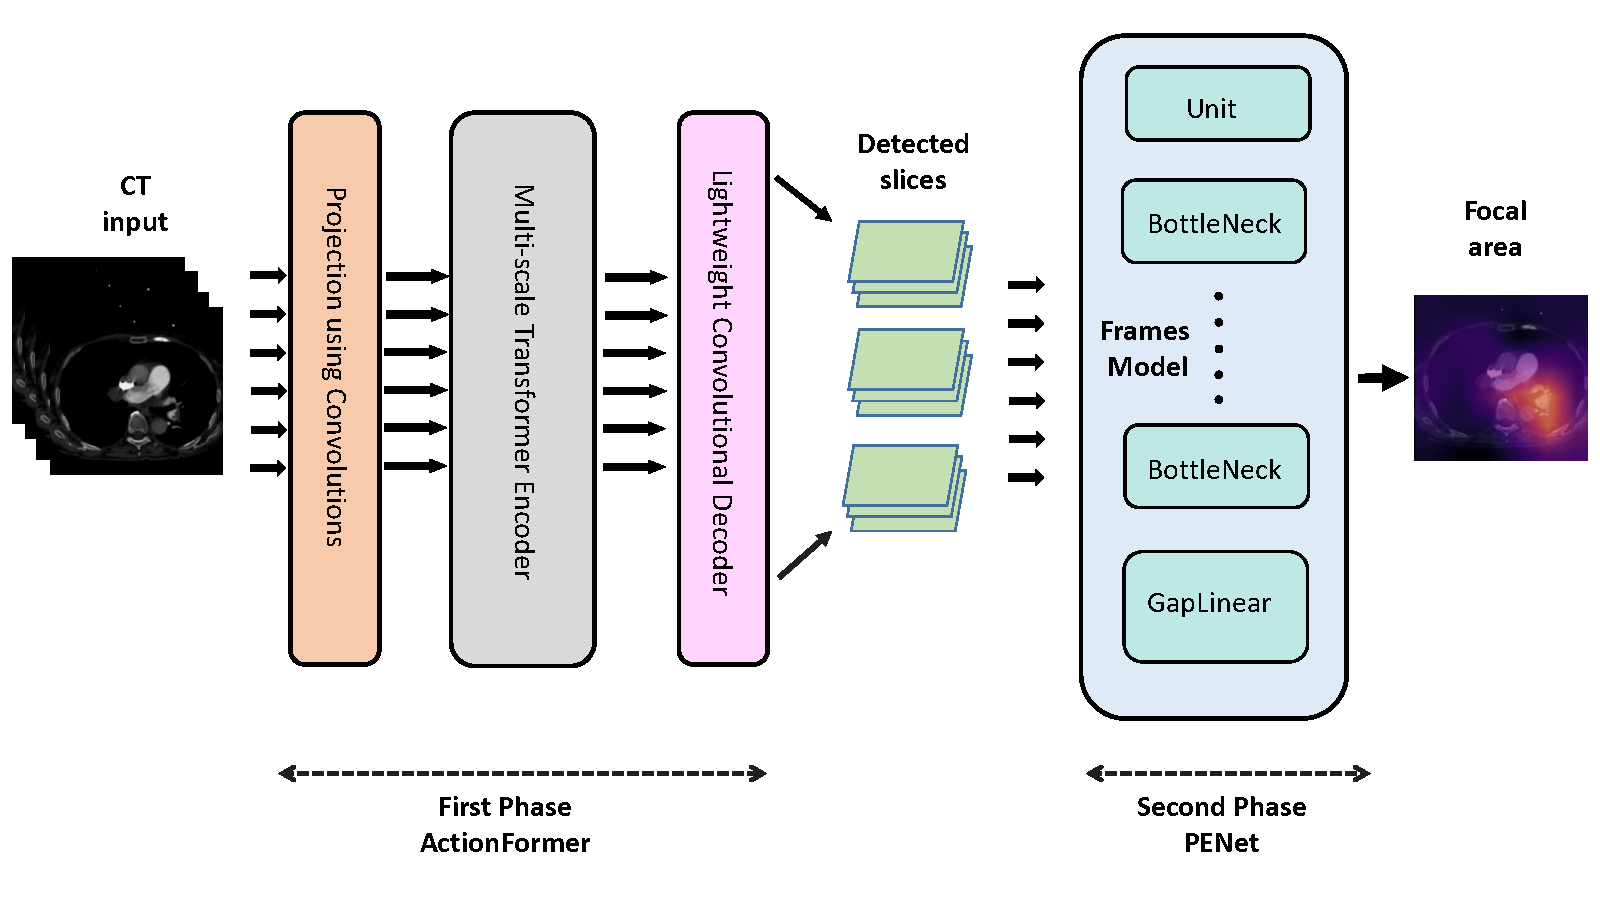 CT
input
Projection using Convolutions
Multi-scale Transformer Encoder
Lightweight Convolutional Decoder
Detected
slices
Unit
BottleNeck
Frames
Model
BottleNeck
GapLinear
Focal
area
First Phase
ActionFormer
Second Phase
PENet